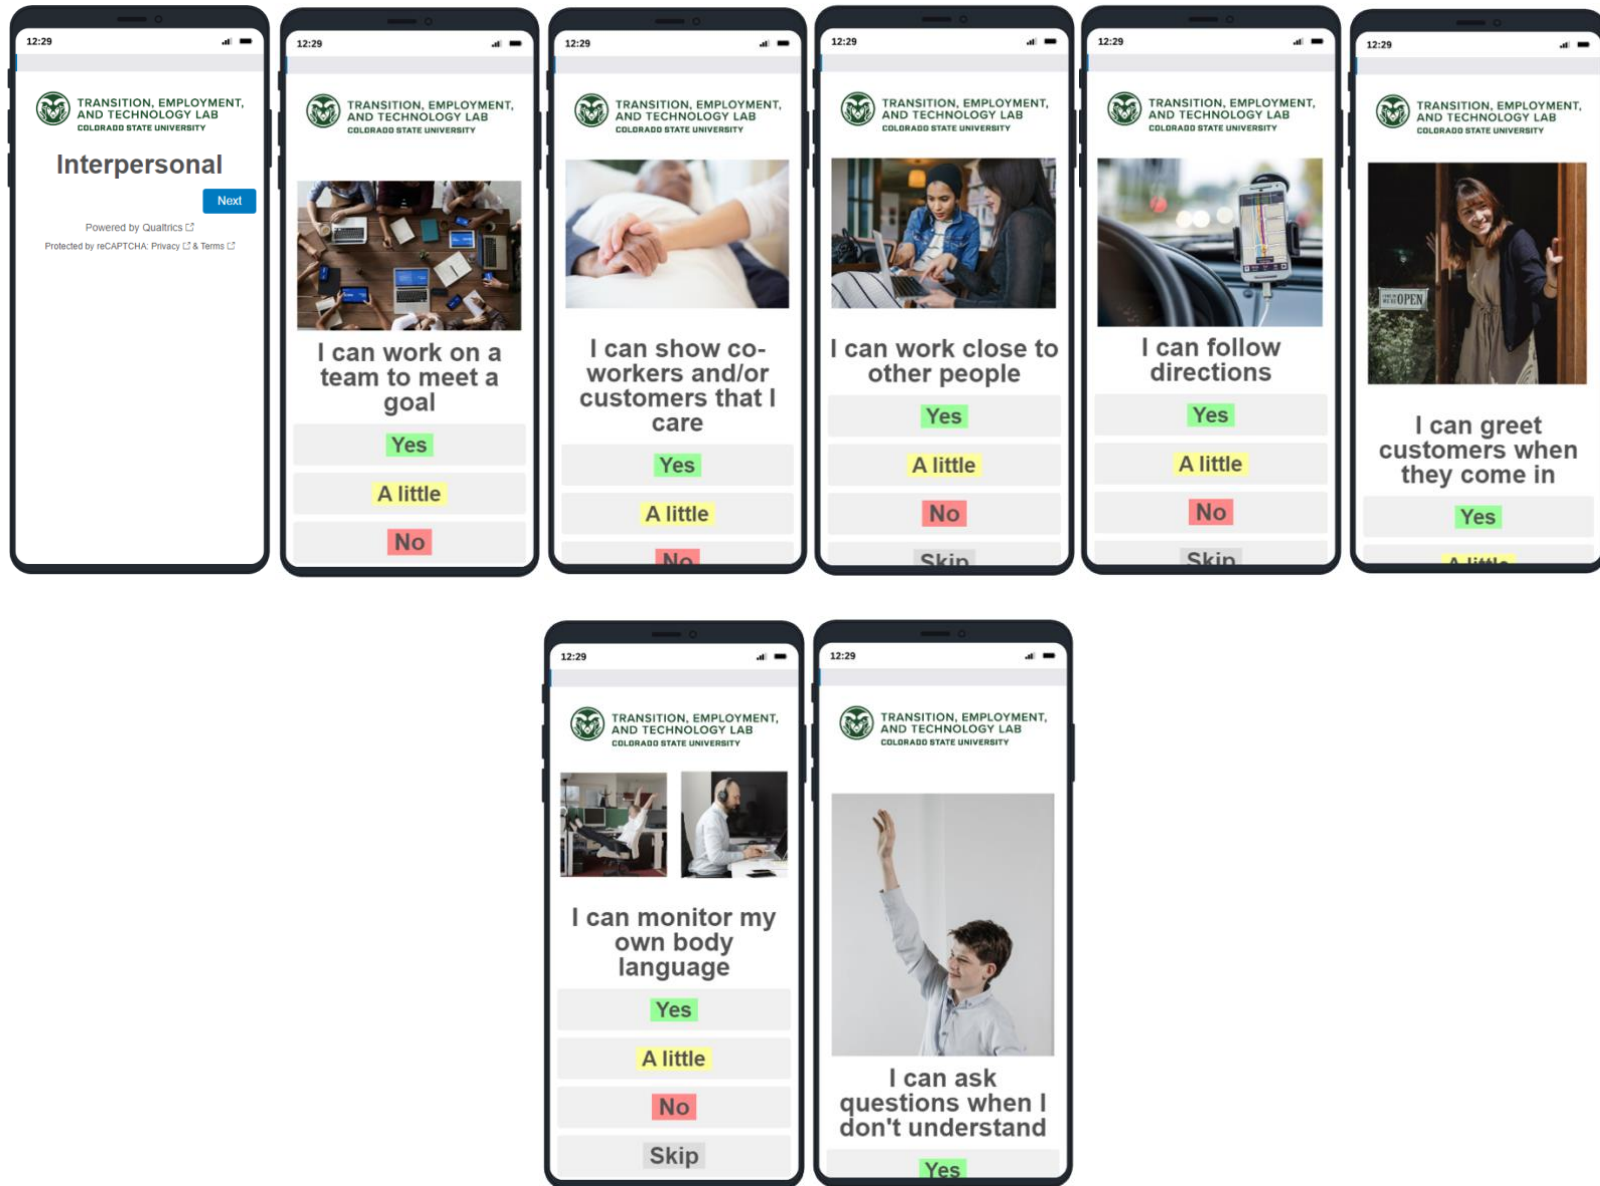 12:29
TRANSITION, EMPLOYMENT,
AND TECHNOLOGY LAB
COLORADO STATE UNIVERSITY
Interpersonal
Next
Powered by Qualtrics
Protected by reCAPTCHA: Privacy & Terms
12:29
TRANSITION, EMPLOYMENT,
AND TECHNOLOGY LAB
COLORADO STATE UNIVERSITY
I can work on a
team to meet a
goal
Yes
A little
No
12:29
TRANSITION, EMPLOYMENT,
AND TECHNOLOGY LAB
COLORADO STATE UNIVERSITY
I can show co-
workers and/or
customers that I
care
Yes
A little
No
12:29
TRANSITION, EMPLOYMENT,
AND TECHNOLOGY LAB
COLORADO STATE UNIVERSITY
I can work close to
other people
Yes
A little
No
Skip
12:29
TRANSITION, EMPLOYMENT,
AND TECHNOLOGY LAB
COLORADO STATE UNIVERSITY
I can follow
directions
Yes
A little
No
Skip
12:29
TRANSITION, EMPLOYMENT,
AND TECHNOLOGY LAB
COLORADO STATE UNIVERSITY
OPEN
I can greet
customers when
they come in
Yes
A little
12:29
TRANSITION, EMPLOYMENT,
AND TECHNOLOGY LAB
COLORADO STATE UNIVERSITY
I can monitor my
own body
language
Yes
A little
No
Skip
12:29
TRANSITION, EMPLOYMENT,
AND TECHNOLOGY LAB
COLORADO STATE UNIVERSITY
I can ask
questions when I
don't understand
Yes